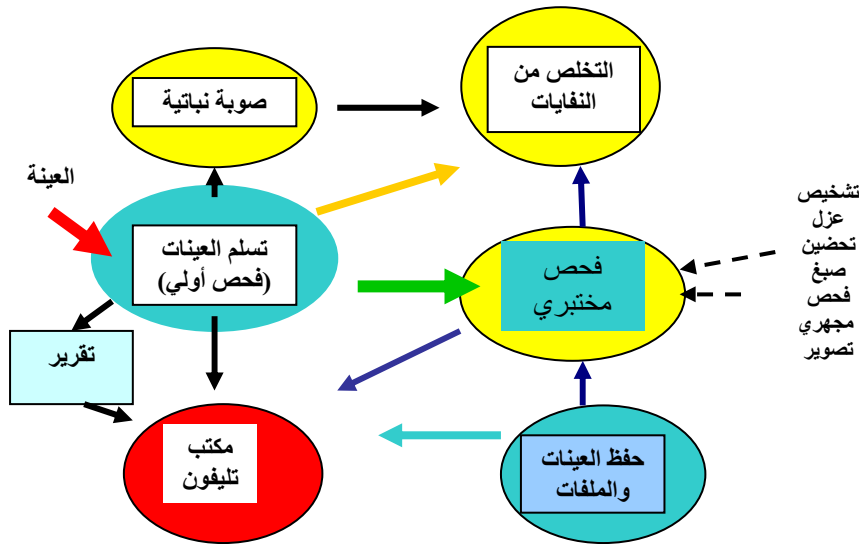 التخلص من
النفايات
صوبة نباتية
العينة
تسلم العينات
(فحص أولي)
فحص
مختبري
تشخيص
عزل
تحضين
صبغ
فحص
مجهري
تصوير
تقرير
مكتب
تليفون
حفظ العينات
والملفات